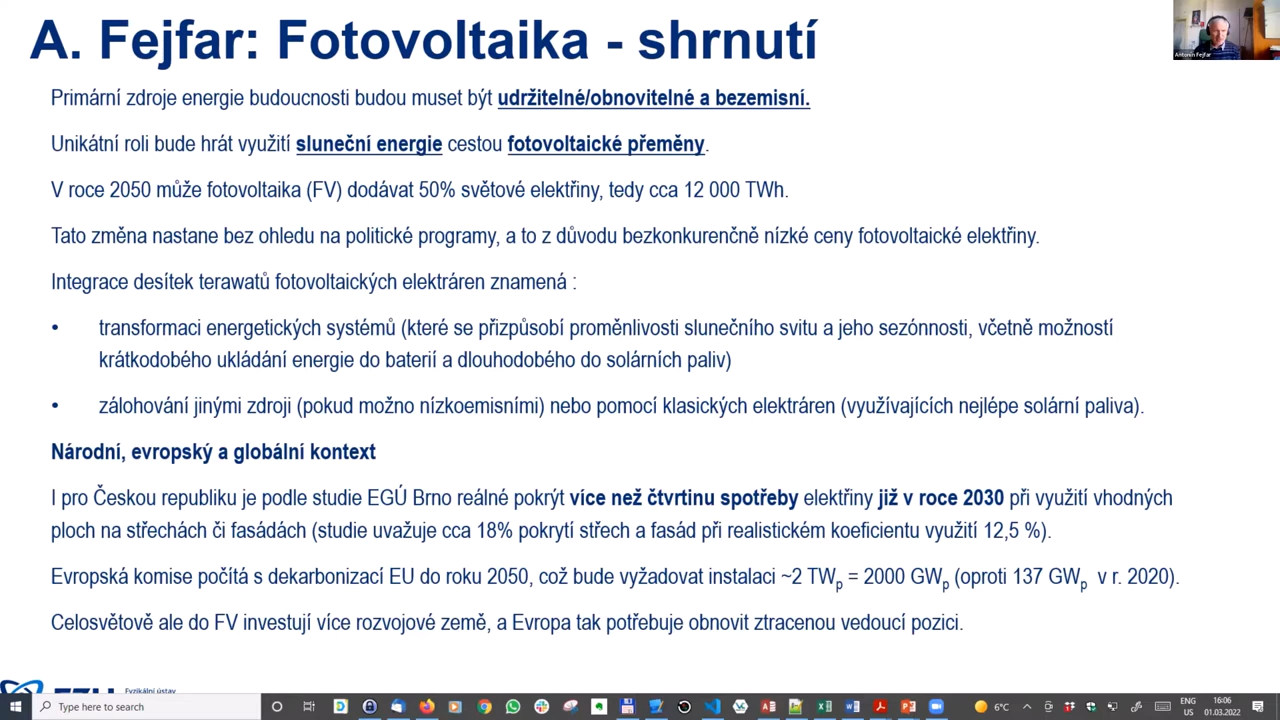 A. Fejfar: Fotovoltaika - shrnutí
Antonín Fejfar
Primární zdroje energie budoucnosti budou muset být udržitelné/obnovitelné a bezemisní.
Unikátní roli bude hrát využití sluneční energie cestou fotovoltaické přeměny.
V roce 2050 může fotovoltaika (FV) dodávat 50% světové elektřiny, tedy cca 12 000 TWh.
Tato změna nastane bez ohledu na politické programy, a to z důvodu bezkonkurenčně nízké ceny fotovoltaické elektřiny.
Integrace desítek terawatů fotovoltaických elektráren znamená :
• transformaci energetických systémů (které se přizpůsobí proměnlivosti slunečního svitu a jeho sezónnosti, včetně možností
krátkodobého ukládání energie do baterií a dlouhodobého do solárních paliv)
• zálohování jinými zdroji (pokud možno nízkoemisními) nebo pomocí klasických elektráren (využívajících nejlépe solární paliva).
Národní, evropský a globální kontext
I pro Českou republiku je podle studie EGÚ Brno reálné pokrýt více než čtvrtinu spotřeby elektřiny již v roce 2030 při využití vhodných
ploch na střechách či fasádách (studie uvažuje cca 18% pokrytí střech a fasád při realistickém koeficientu využití 12,5 %).
Evropská komise počítá s dekarbonizací EU do roku 2050, což bude vyžadovat instalaci ~2 TWp = 2000 GWp (oproti 137 GWp v r. 2020).
Celosvětově ale do FV investují více rozvojové země, a Evropa tak potřebuje obnovit ztracenou vedoucí pozici.
FZU Fyzikální ústav
Type here to search
6°C
ENG
US
16:06
01.03.2022